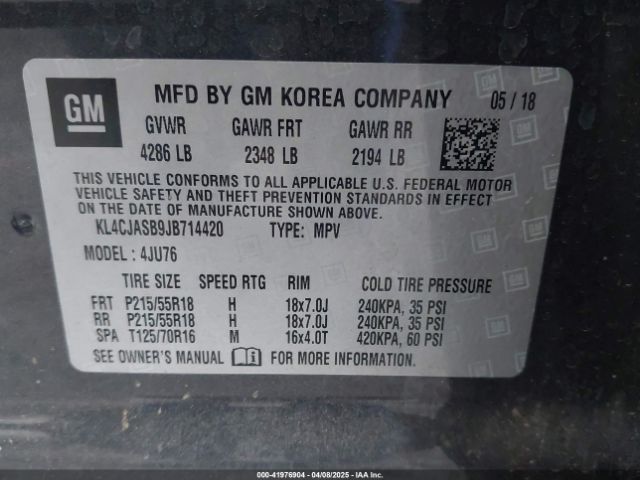 GM MFD BY GM KOREA COMPANY 05 / 18
GVWR GAWR FRT GAWR RR
4286 LB 2348 LB 2194 LB
THIS VEHICLE CONFORMS TO ALL APPLICABLE U.S. FEDERAL MOTOR
VEHICLE SAFETY AND THEFT PREVENTION STANDARDS IN EFFECT
ON THE DATE OF MANUFACTURE SHOWN ABOVE.
KL4CJASB9JB714420 TYPE: MPV
MODEL : 4JU76
TIRE SIZE SPEED RTG RIM COLD TIRE PRESSURE
FRT P215/55R18 H 18x7.0J 240KPA, 35 PSI
RR P215/55R18 H 18x7.0J 240KPA, 35 PSI
SPA T125/70R16 M 16x4.0T 420KPA, 60 PSI
SEE OWNER'S MANUAL FOR MORE INFORMATION.
000-41976904 04/08/2025 - IAA Inc.